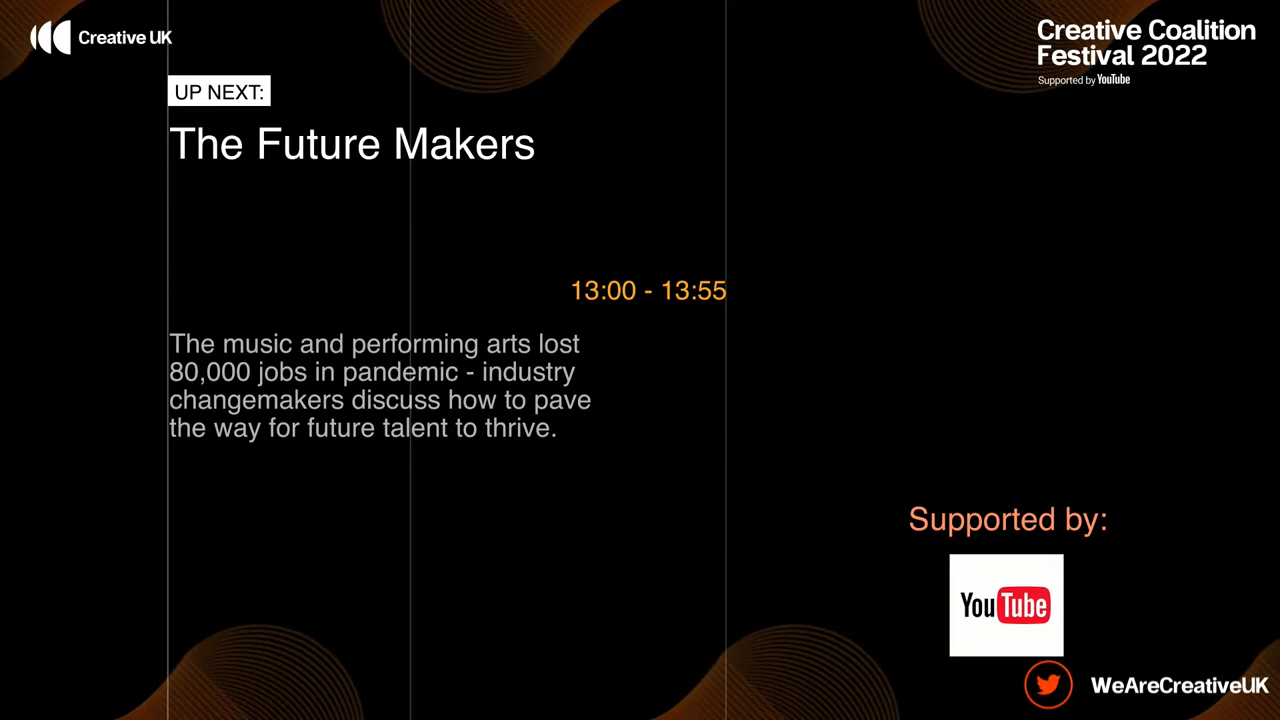 Creative UK
Creative Coalition
Festival 2022
Supported by YouTube
UP NEXT:
The Future Makers
13:00 - 13:55
The music and performing arts lost
80,000 jobs in pandemic - industry
changemakers discuss how to pave
the way for future talent to thrive.
Supported by:
YouTube
WeAreCreativeUK